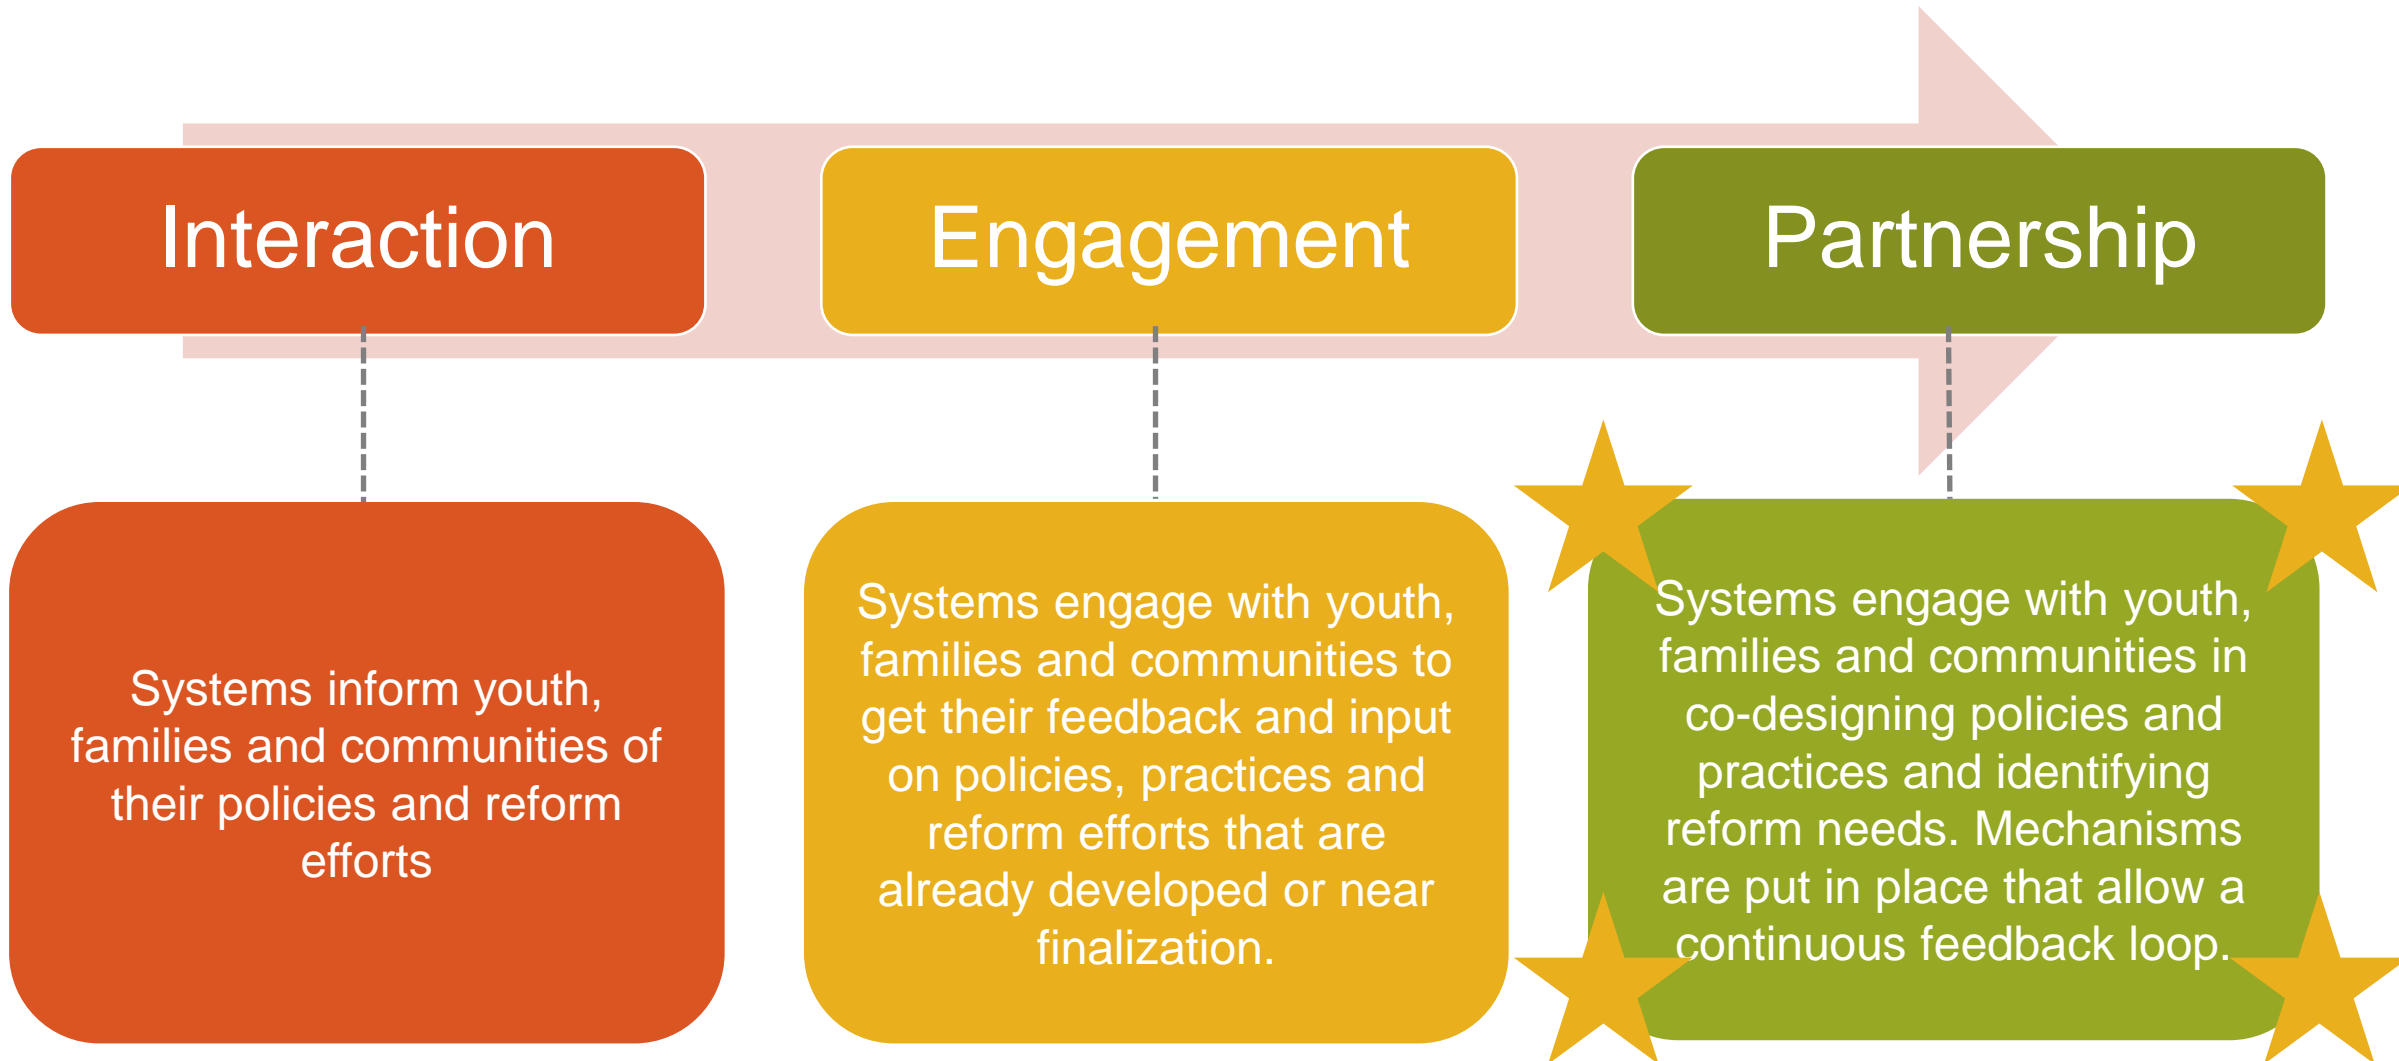 Interaction
Engagement
Partnership
Systems inform youth,
families and communities of
their policies and reform
efforts
Systems engage with youth,
families and communities to
get their feedback and input
on policies, practices and
reform efforts that are
already developed or near
finalization.
Systems engage with youth,
families and communities in
co-designing policies and
practices and identifying
reform needs. Mechanisms
are put in place that allow a
continuous feedback loop.